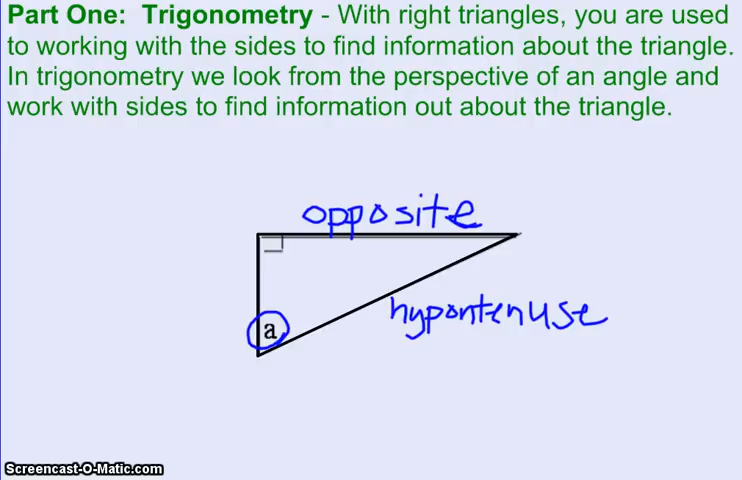 Part One: Trigonometry - With right triangles, you are used
to working with the sides to find information about the triangle.
In trigonometry we look from the perspective of an angle and
work with sides to find information out about the triangle.
opposite
hypontenuse
a
Screencast-O-Matic.com